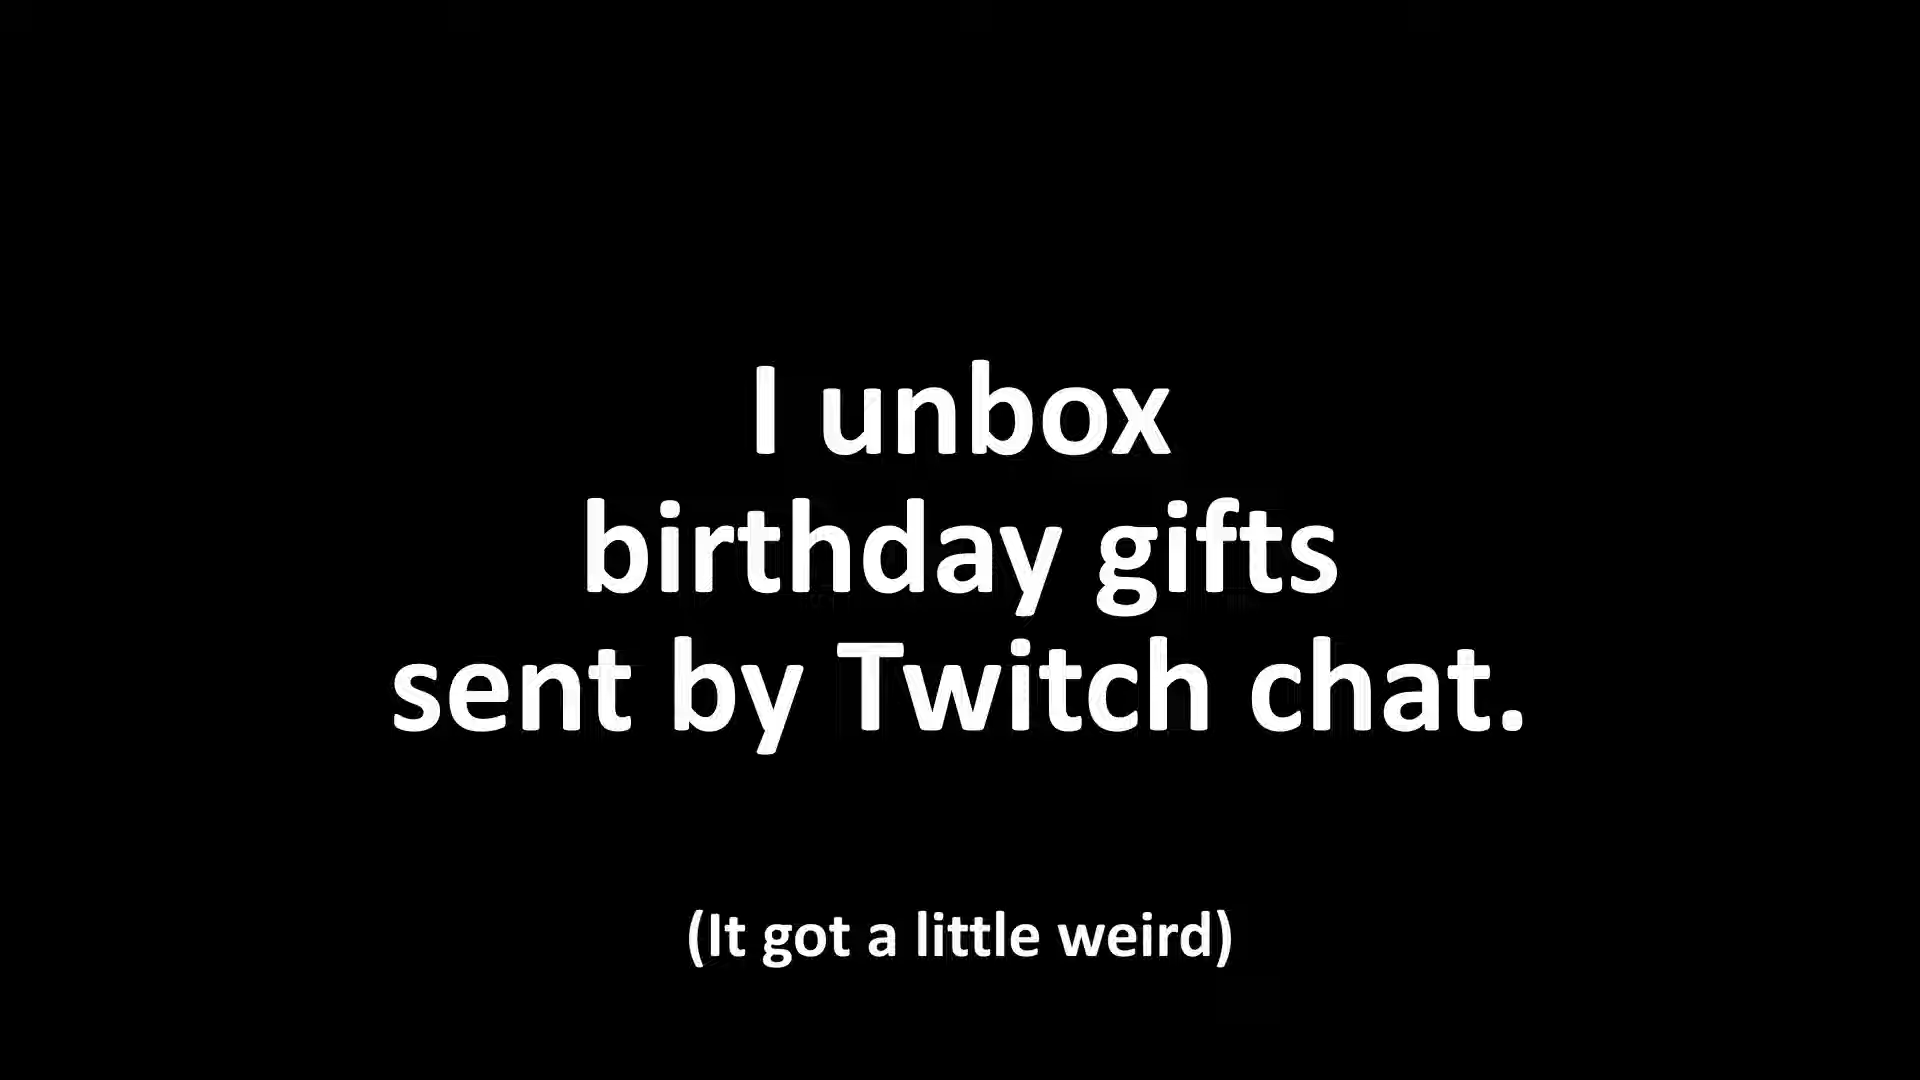 I unbox
birthday gifts
sent by Twitch chat.
(It got a little weird)